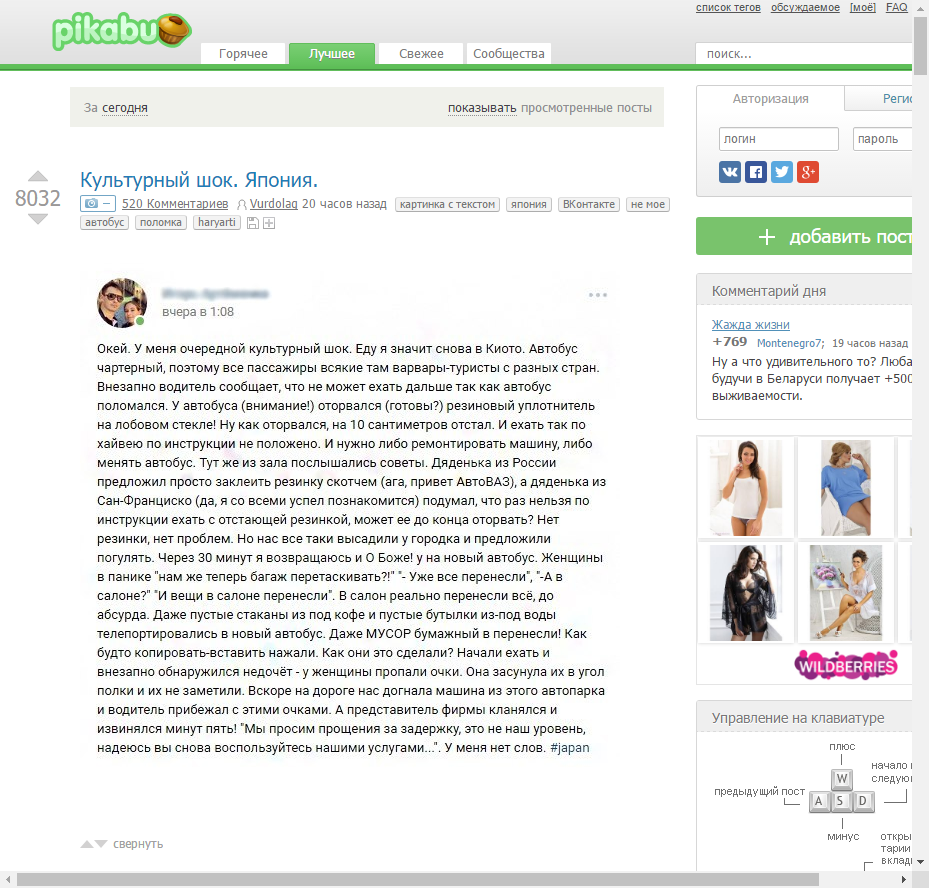 список тегов обсуждаемое [моё] FAQ
pikabu
Горячее Лучшее Свежее Сообщества
поиск...
За сегодня показывать просмотренные посты
Авторизация
логин пароль
8032
Культурный шок. Япония.
520 Комментариев Vurdolaq 20 часов назад картинка с текстом япония ВКонтакте не мое
автобус поломка haryarti
+ добавить пост
вчера в 1:08
Окей. У меня очередной культурный шок. Еду я значит снова в Киото. Автобус
чартерный, поэтому все пассажиры всякие там варвары-туристы с разных стран.
Внезапно водитель сообщает, что не может ехать дальше так как автобус
поломался. У автобуса (внимание!) оторвался (готовы?) резиновый уплотнитель
на лобовом стекле! Ну как оторвался, на 10 сантиметров отстал. И ехать так по
хайвею по инструкции не положено. И нужно либо ремонтировать машину, либо
менять автобус. Тут же из зала послышались советы. Дяденька из России
предложил просто заклеить резинку скотчем (ага, привет АвтоВАЗ), а дяденька из
Сан-Франциско (да, я со всеми успел познакомится) подумал, что раз нельзя по
инструкции ехать с отстающей резинкой, может ее до конца оторвать? Нет
резинки, нет проблем. Но нас все таки высадили у городка и предложили
погулять. Через 30 минут я возвращаюсь и О Боже! у на новый автобус. Женщины
в панике "нам же теперь багаж перетаскивать?!" "- Уже все перенесли", "-А в
салоне?" "И вещи в салоне перенесли". В салон реально перенесли всё, до
абсурда. Даже пустые стаканы из под кофе и пустые бутылки из-под воды
телепортировались в новый автобус. Даже МУСОР бумажный в перенесли! Как
будто копировать-вставить нажали. Как они это сделали? Начали ехать и
внезапно обнаружился недочёт - у женщины пропали очки. Она засунула их в угол
полки и их не заметили. Вскоре на дороге нас догнала машина из этого автопарка
и водитель прибежал с этими очками. А представитель фирмы кланялся и
извинялся минут пять! "Мы просим прощения за задержку, это не наш уровень,
надеюсь вы снова воспользуйтесь нашими услугами...". У меня нет слов. #japan
свернуть
Комментарий дня
Жажда жизни
+769 Montenegro7; 19 часов назад
Ну а что удивительного то? Люба
будучи в Беларуси получает +500
выживаемости.
WILDBERRIES
Управление на клавиатуре
плюс
начало
следую
W
предыдущий пост
A S D
минус
откры
тарии
вклад